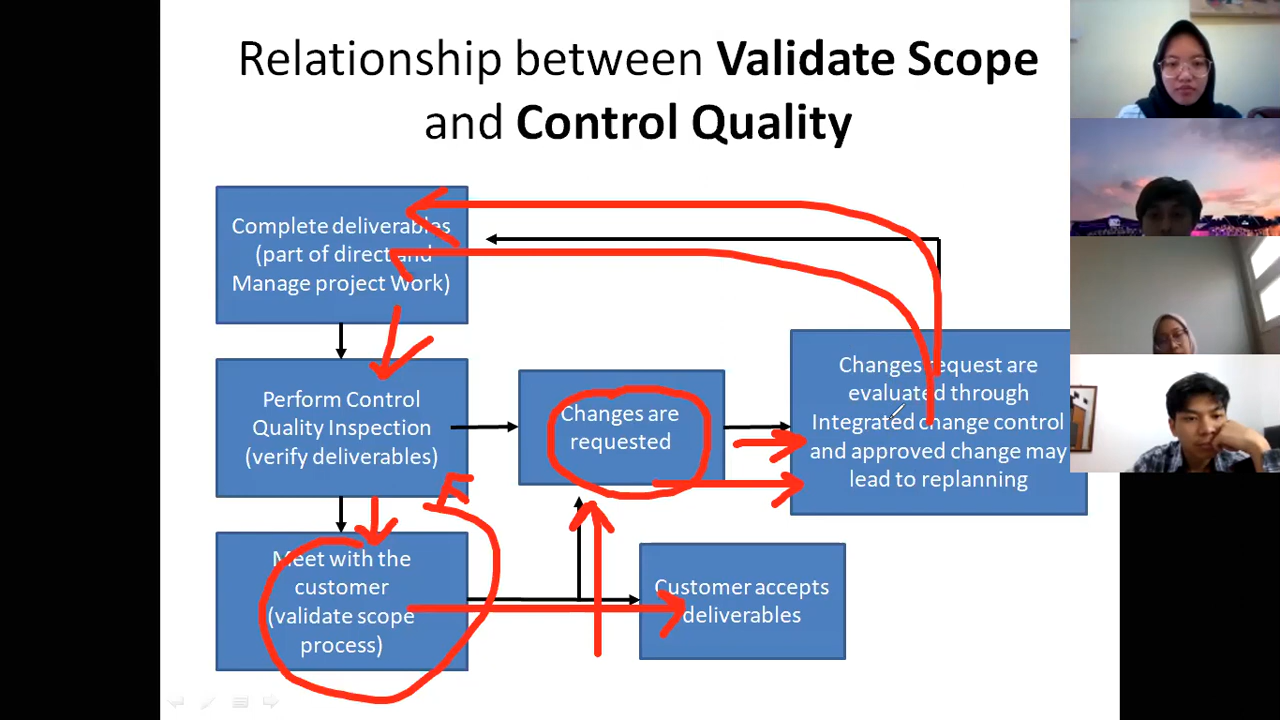 Relationship between Validate Scope
and Control Quality
Complete deliverables
(part of direct and
Manage project Work)
Perform Control
Quality Inspection
(verify deliverables)
Meet with the
customer
(validate scope
process)
Changes are
requested
Customer accepts
deliverables
Changes request are
evaluated through
Integrated change control
and approved change may
lead to replanning